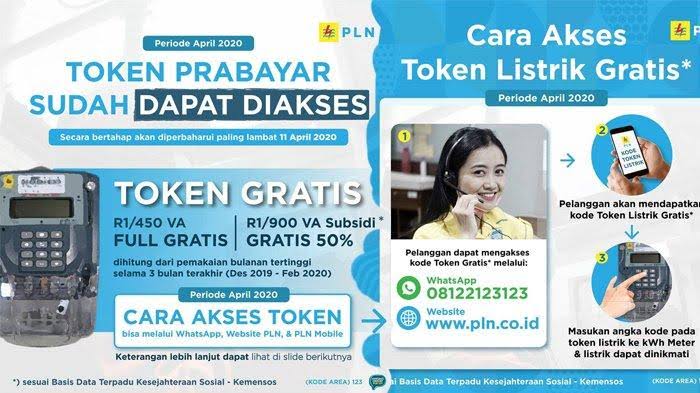 Periode April 2020
PLN
TOKEN PRABAYAR
SUDAH DAPAT DIAKSES
Secara bertahap akan diperbaharui paling lambat 11 April 2020
TOKEN GRATIS
R1/450 VA
FULL GRATIS
R1/900 VA Subsidi*
GRATIS 50%
dihitung dari pemakaian bulanan tertinggi
selama 3 bulan terakhir (Des 2019 - Feb 2020)
Periode April 2020
CARA AKSES TOKEN
bisa melalui WhatsApp, Website PLN, & PLN Mobile
Keterangan lebih lanjut dapat lihat di slide berikutnya
*) sesuai Basis Data Terpadu Kesejahteraan Sosial - Kemensos
(KODE AREA) 123
PLN
Cara Akses
Token Listrik Gratis*
Periode April 2020
1
Pelanggan dapat mengakses
kode Token Gratis* melalui:
WhatsApp
08122123123
Website
www.pln.co.id
2
KODE
TOKEN
LISTRIK
Pelanggan akan mendapatkan
kode Token Listrik Gratis*
3
Masukan angka kode pada
token listrik ke kWh Meter
& listrik dapat dinikmati
ai Basis Data Terpadu Kesejahteraan Sosial - Kemensos
(KODE AREA) 12